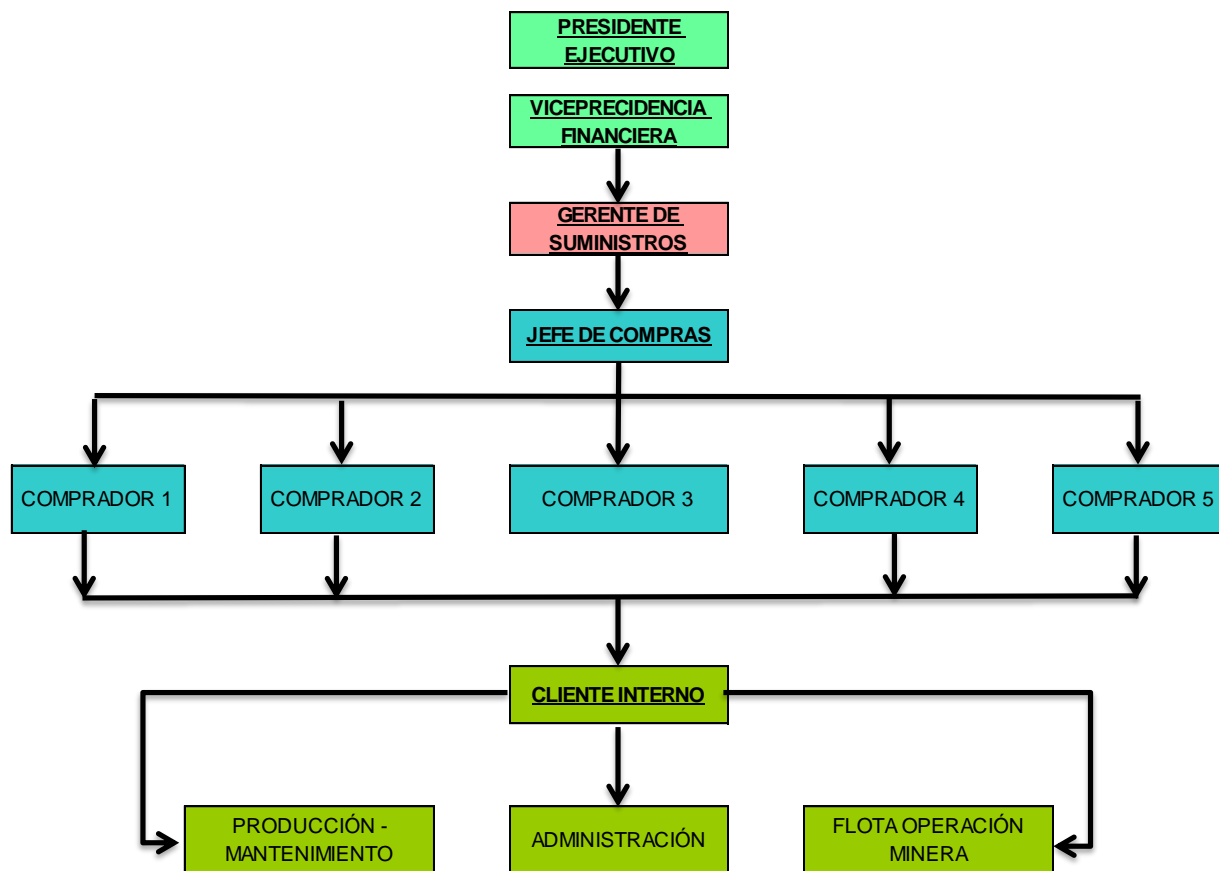 PRESIDENTE
EJECUTIVO
VICEPRECIDENCIA
FINANCIERA
GERENTE DE
SUMINISTROS
JEFE DE COMPRAS
COMPRADOR 1
COMPRADOR 2
COMPRADOR 3
COMPRADOR 4
COMPRADOR 5
CLIENTE INTERNO
PRODUCCIÓN -
MANTENIMIENTO
ADMINISTRACIÓN
FLOTA OPERACIÓN
MINERA